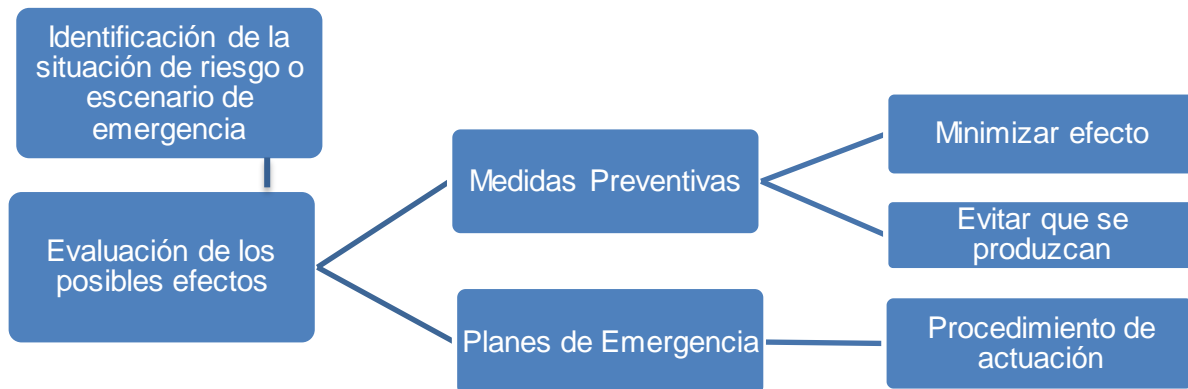 Identificación de la
situación de riesgo o
escenario de
emergencia
Evaluación de los
posibles efectos
Medidas Preventivas
Planes de Emergencia
Minimizar efecto
Evitar que se
produzcan
Procedimiento de
actuación